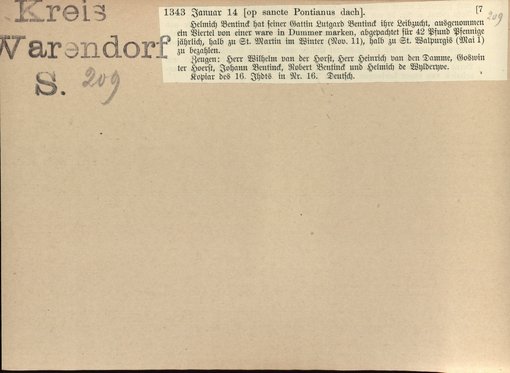 Kreis
Warendorf
S. 209
1343 Januar 14 [op sancte Pontianus dach]. [7
209
Helmich Bentinck hat seiner Gattin Lutgard Bentinck ihre Leibzucht, ausgenommen
ein Viertel von einer ware in Dummer marken, abgepachtet für 42 Pfund Pfennige
jährlich, halb zu St. Martin im Winter (Nov. 11), halb zu St. Walpurgis (Mai 1)
zu bezahlen.
Zeugen: Herr Wilhelm van der Horst, Herr Heinrich van den Damme, Goswin
ter Hoerst, Johann Bentinck, Robert Bentinck und Helmich de
Kopiar des 16. Jhdts in Nr. 16. Deutsch.